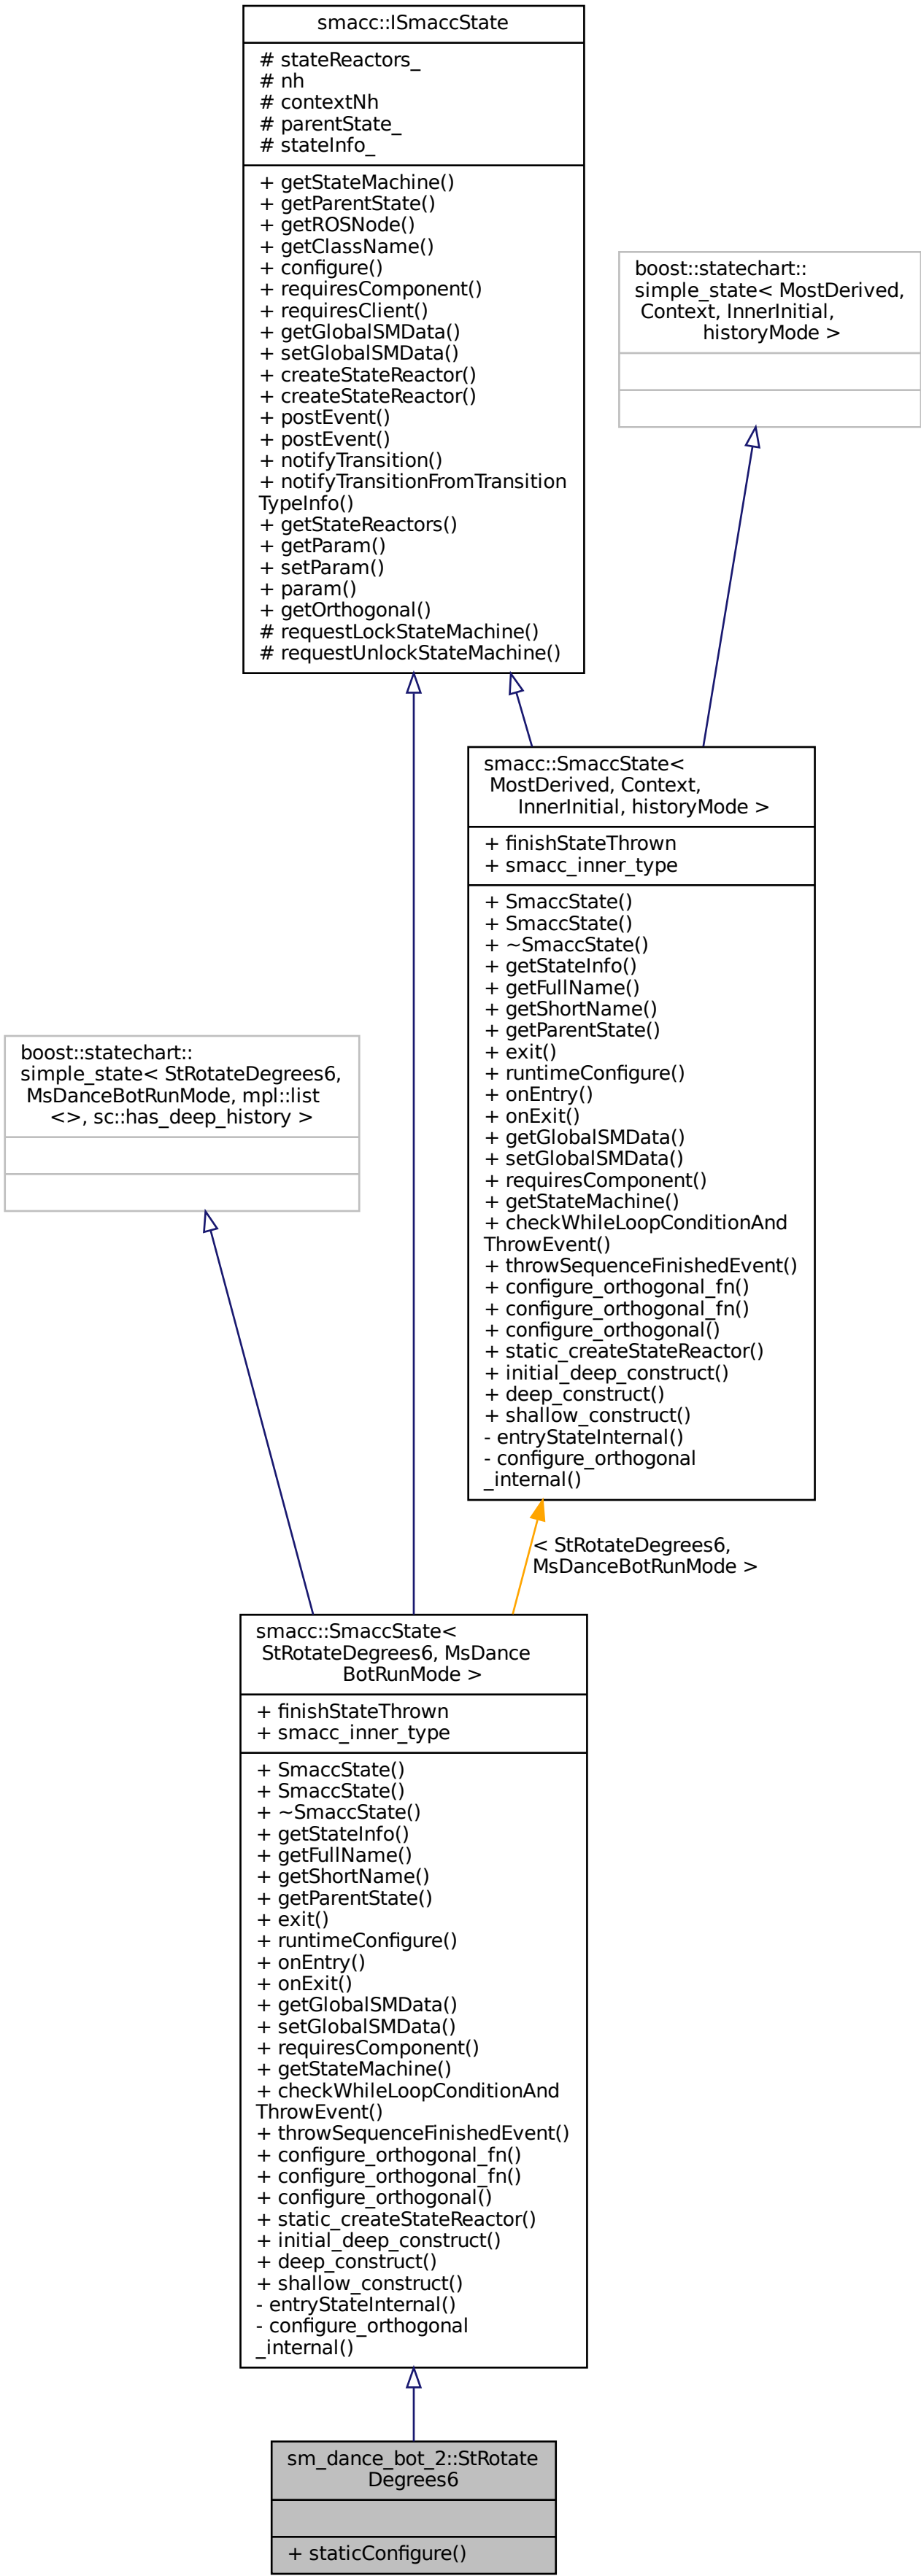 smacc::ISmaccState
# stateReactors_
# nh
# contextNh
# parentState_
# stateInfo_
+ getStateMachine()
+ getParentState()
+ getROSNode()
+ getClassName()
+ configure()
+ requiresComponent()
+ requiresClient()
+ getGlobalSMData()
+ setGlobalSMData()
+ createStateReactor()
+ createStateReactor()
+ postEvent()
+ postEvent()
+ notifyTransition()
+ notifyTransitionFromTransition
TypeInfo()
+ getStateReactors()
+ getParam()
+ setParam()
+ param()
+ getOrthogonal()
# requestLockStateMachine()
# requestUnlockStateMachine()
boost::statechart::
simple_state< MostDerived,
Context, InnerInitial,
historyMode >
smacc::SmaccState<
MostDerived, Context,
InnerInitial, historyMode >
+ finishStateThrown
+ smacc_inner_type
+ SmaccState()
+ SmaccState()
+ ~SmaccState()
+ getStateInfo()
+ getFullName()
+ getShortName()
+ getParentState()
+ exit()
+ runtimeConfigure()
+ onEntry()
+ onExit()
+ getGlobalSMData()
+ setGlobalSMData()
+ requiresComponent()
+ getStateMachine()
+ checkWhileLoopConditionAnd
ThrowEvent()
+ throwSequenceFinishedEvent()
+ configure_orthogonal_fn()
+ configure_orthogonal_fn()
+ configure_orthogonal()
+ static_createStateReactor()
+ initial_deep_construct()
+ deep_construct()
+ shallow_construct()
- entryStateInternal()
- configure_orthogonal
_internal()
boost::statechart::
simple_state< StRotateDegrees6,
MsDanceBotRunMode, mpl::list
<>, sc::has_deep_history >
< StRotateDegrees6,
MsDanceBotRunMode >
smacc::SmaccState<
StRotateDegrees6, MsDance
BotRunMode >
+ finishStateThrown
+ smacc_inner_type
+ SmaccState()
+ SmaccState()
+ ~SmaccState()
+ getStateInfo()
+ getFullName()
+ getShortName()
+ getParentState()
+ exit()
+ runtimeConfigure()
+ onEntry()
+ onExit()
+ getGlobalSMData()
+ setGlobalSMData()
+ requiresComponent()
+ getStateMachine()
+ checkWhileLoopConditionAnd
ThrowEvent()
+ throwSequenceFinishedEvent()
+ configure_orthogonal_fn()
+ configure_orthogonal_fn()
+ configure_orthogonal()
+ static_createStateReactor()
+ initial_deep_construct()
+ deep_construct()
+ shallow_construct()
- entryStateInternal()
- configure_orthogonal
_internal()
sm_dance_bot_2::StRotate
Degrees6
+ staticConfigure()